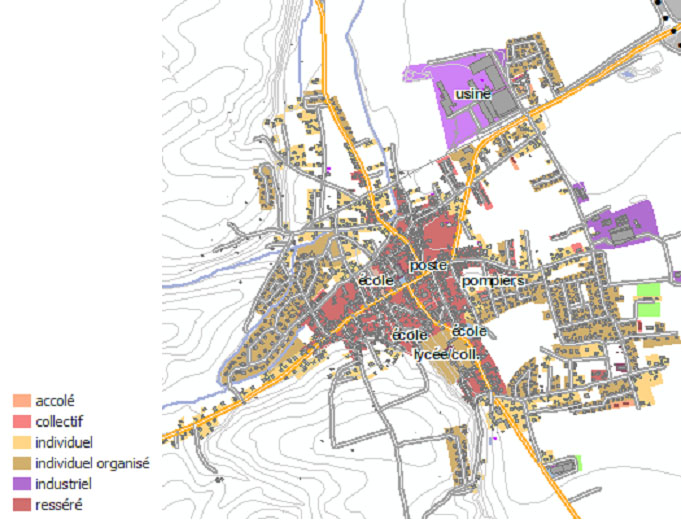 usine
poste
école
pompiers
école
école
lycée/coll.
accolé
collectif
individuel
individuel organisé
industriel
resséré